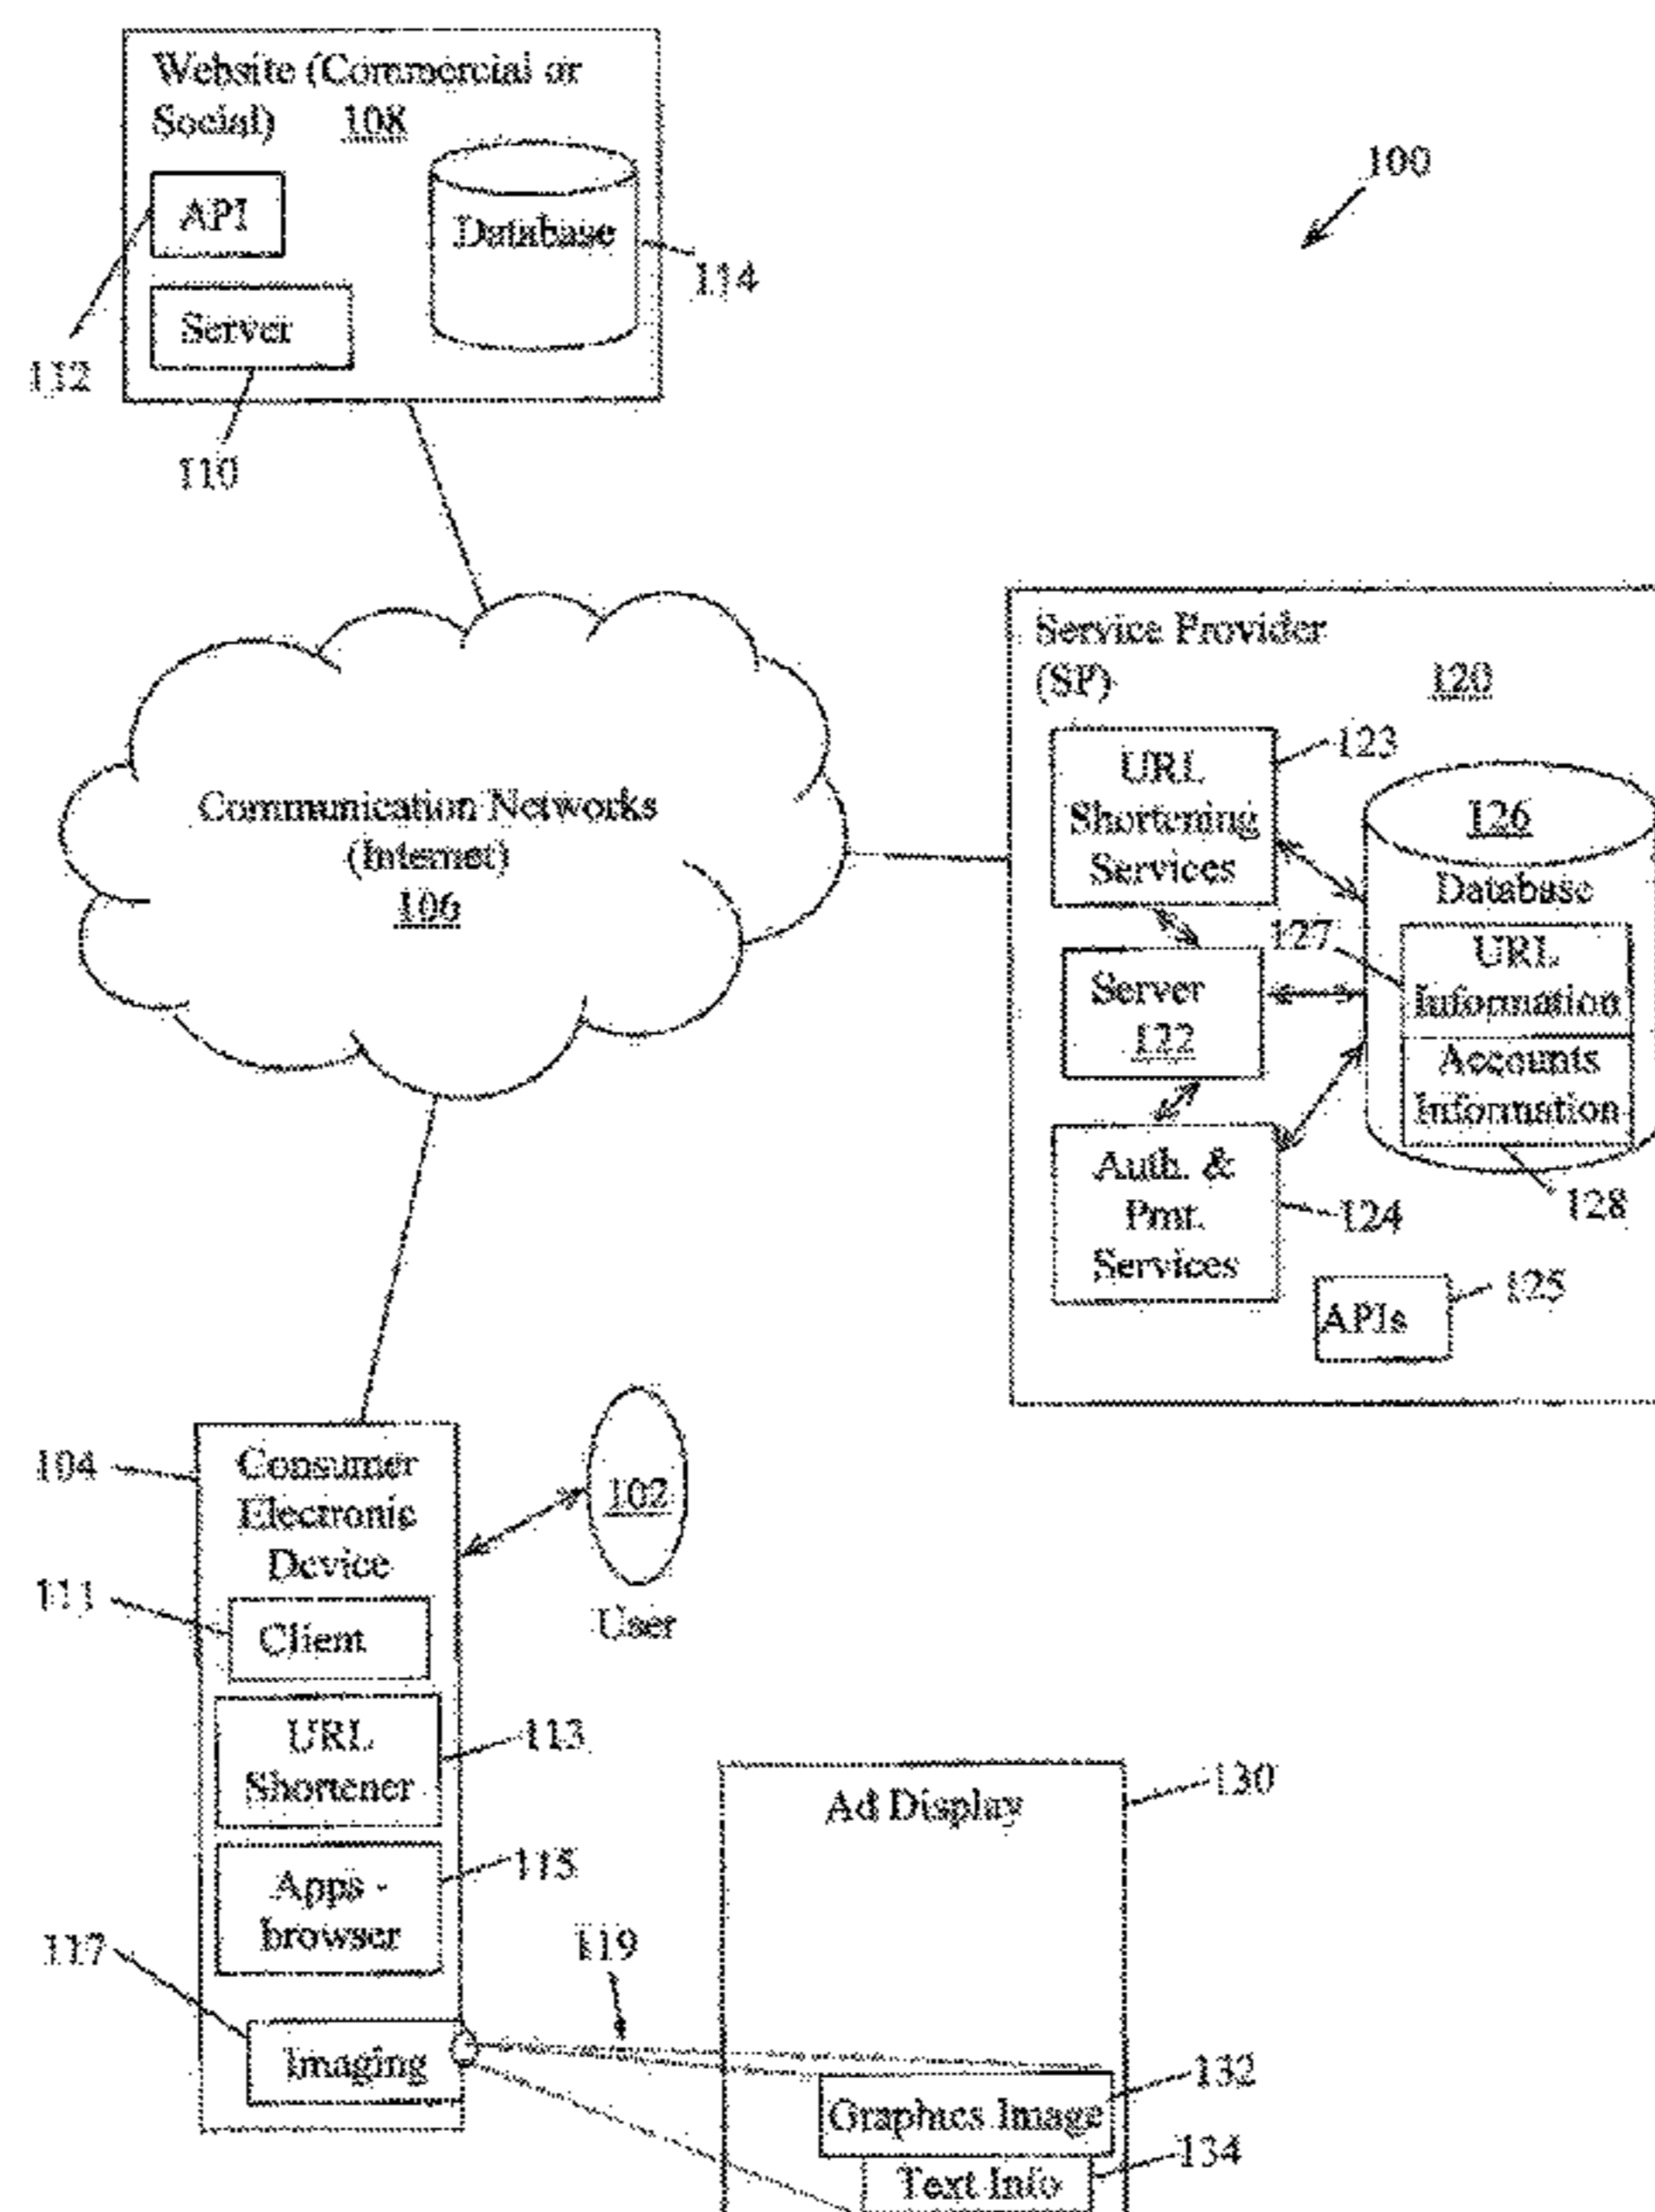 Website (Commercial or
Social) 108
100
API
Database
114
Server
112
110
Service Provider
(SP) 120
123
URL
Shortening
Services
126
Database
Communication Networks
(Internet)
106
127
URL
Information
Server
122
Accounts
Information
Auth. &
Pmt.
Services
124
128
125
APIs
104
Consumer
Electronic
Device
102
User
111
Client
URL
Shortener
113
130
Ad Display
115
Apps -
browser
117
119
Imaging
132
Graphics Image
134
Text Info